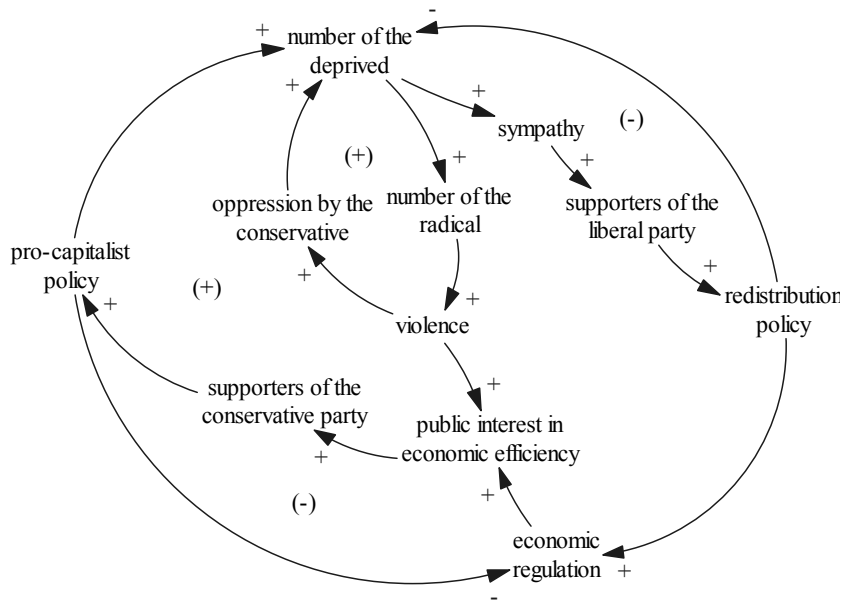 -
+
number of the
deprived
+
+
sympathy
(-)
(+)
+
+
oppression by the
conservative
number of the
radical
supporters of the
liberal party
pro-capitalist
policy
+
+
(+)
+
+
redistribution
policy
violence
+
supporters of the
conservative party
public interest in
economic efficiency
+
+
(-)
economic
regulation
+
-